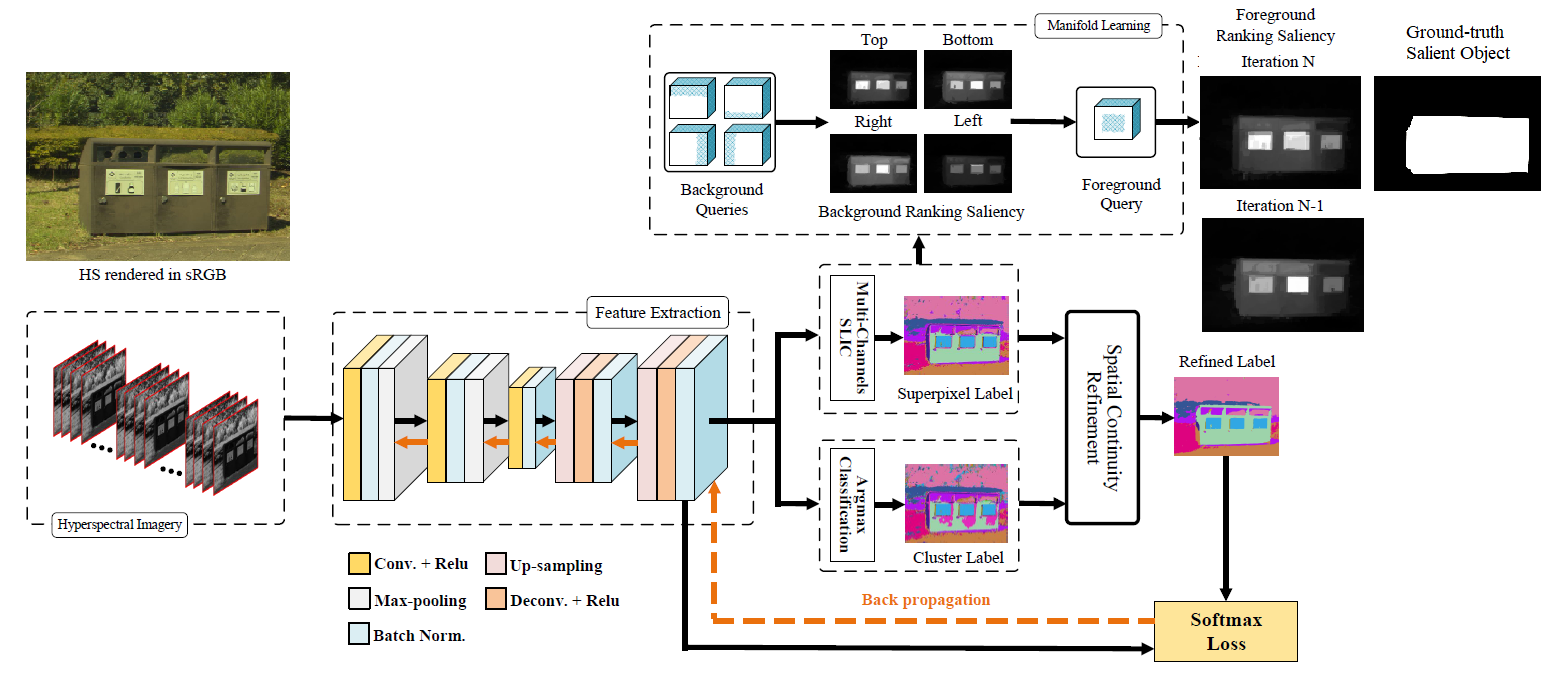 Manifold Learning
Top
Bottom
Right
Left
Background
Queries
Background Ranking Saliency
Foreground
Query
Foreground
Ranking Saliency
Iteration N
Ground-truth
Salient Object
Iteration N-1
HS rendered in sRGB
Hyperspectral Imagery
Feature Extraction
Multi-Channels
SLIC
Superpixel Label
Argmax
Classification
Cluster Label
Spatial Continuity
Refinement
Refined Label
Conv. + Relu
Up-sampling
Max-pooling
Deconv. + Relu
Batch Norm.
Back propagation
Softmax
Loss